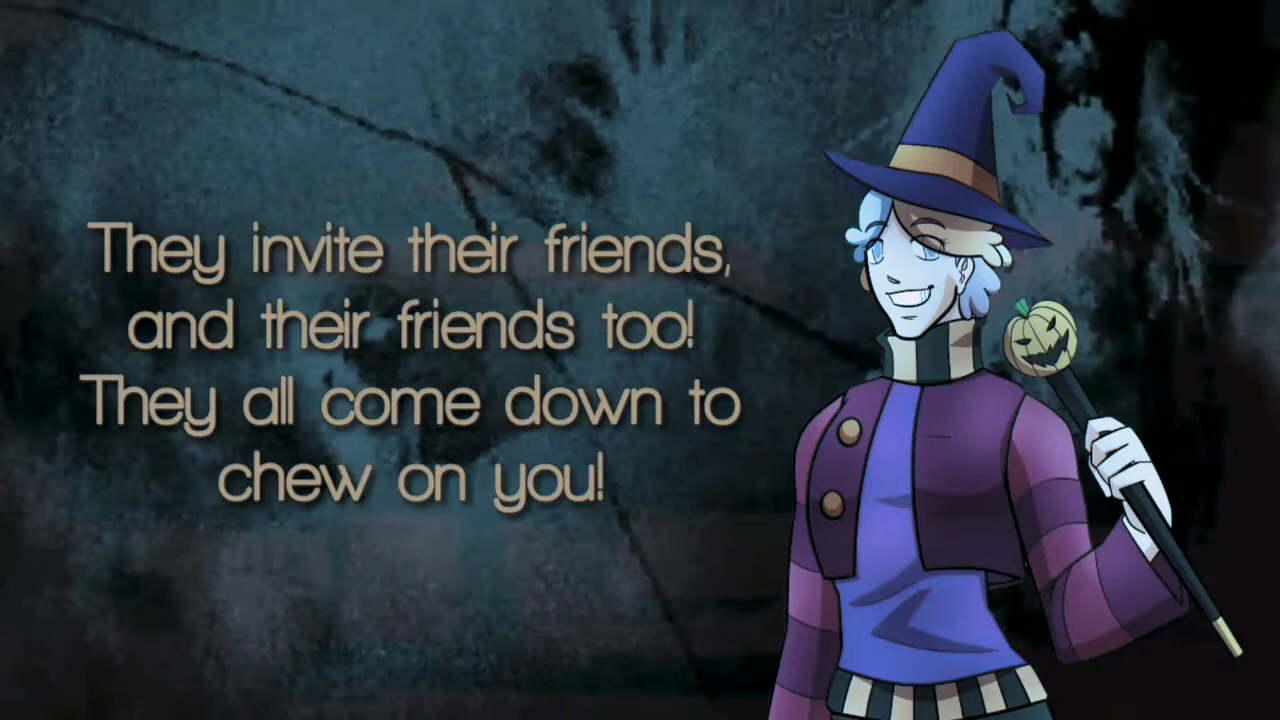 They invite their friends,
and their friends too!
They all come down to
chew on you!